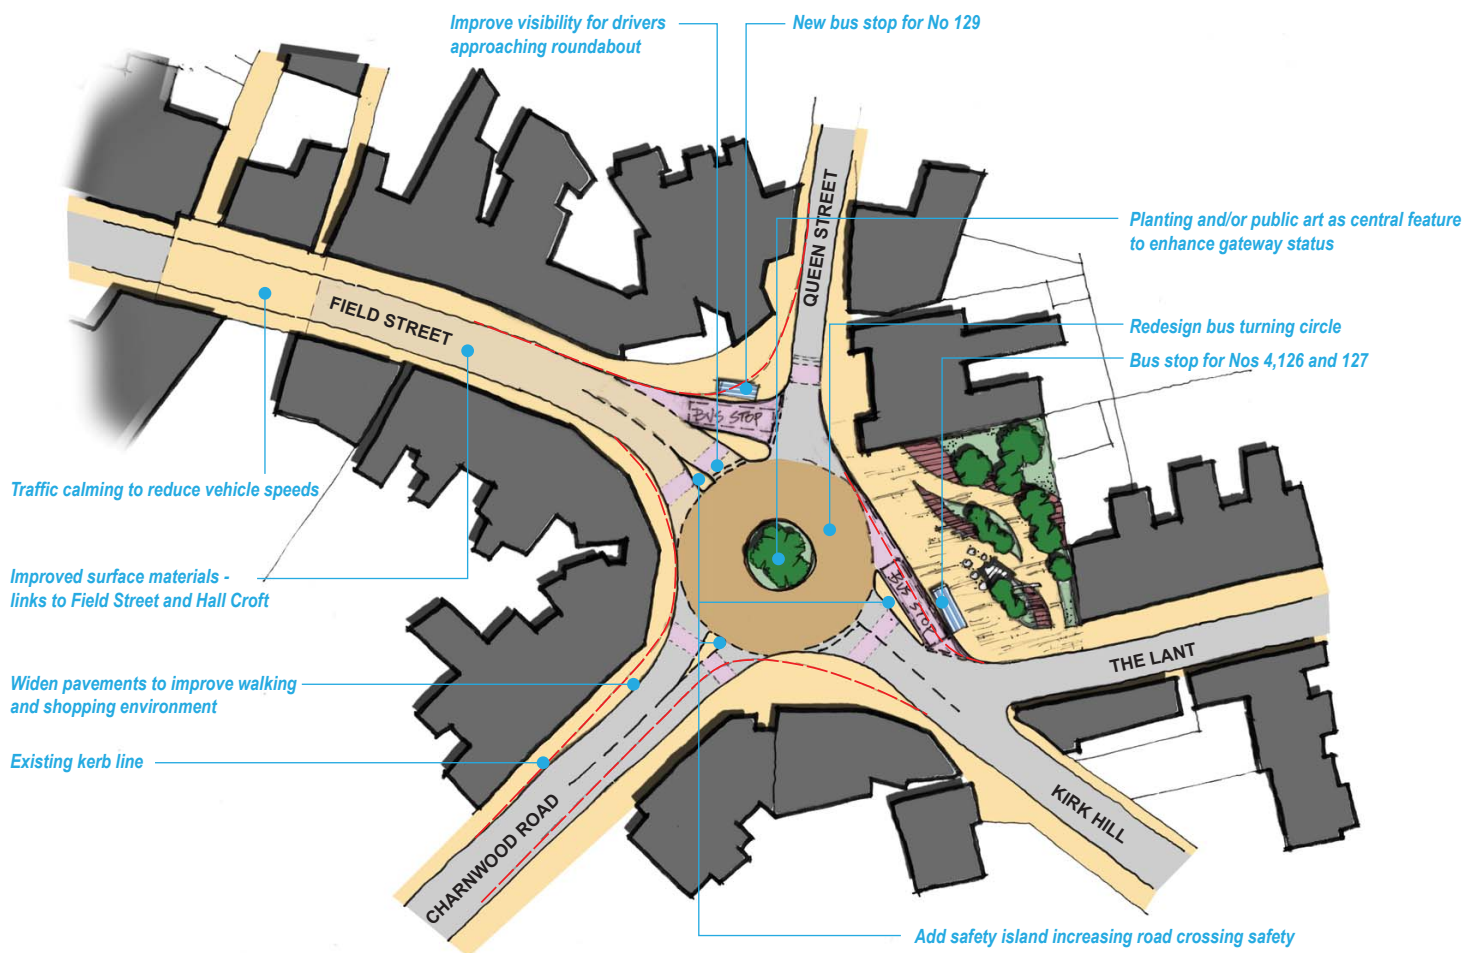 Improve visibility for drivers
approaching roundabout
New bus stop for No 129
QUEEN STREET
Planting and/or public art as central feature
to enhance gateway status
FIELD STREET
Redesign bus turning circle
Bus stop for Nos 4,126 and 127
BUS STOP
Traffic calming to reduce vehicle speeds
Improved surface materials -
links to Field Street and Hall Croft
BUS STOP
THE LANT
Widen pavements to improve walking
and shopping environment
Existing kerb line
KIRK HILL
CHARNWOOD ROAD
Add safety island increasing road crossing safety